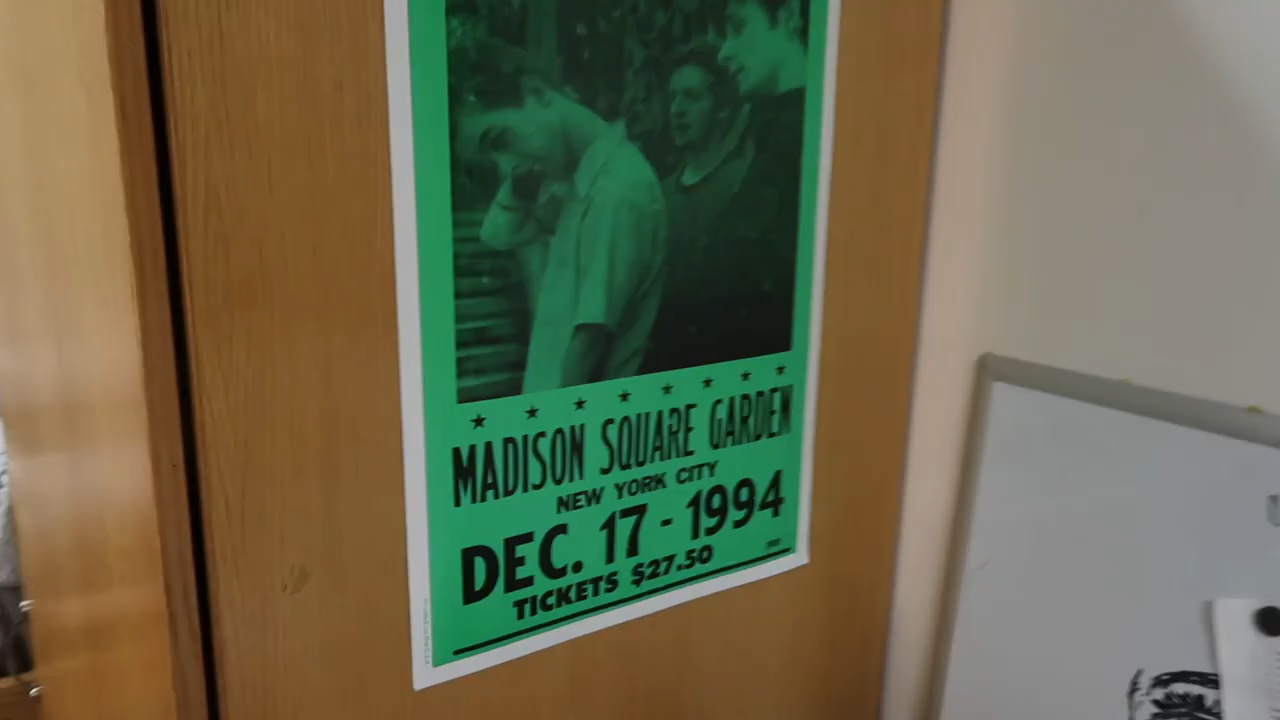 MADISON SQUARE GARDEN
NEW YORK CITY
DEC. 17 - 1994
TICKETS $27.50